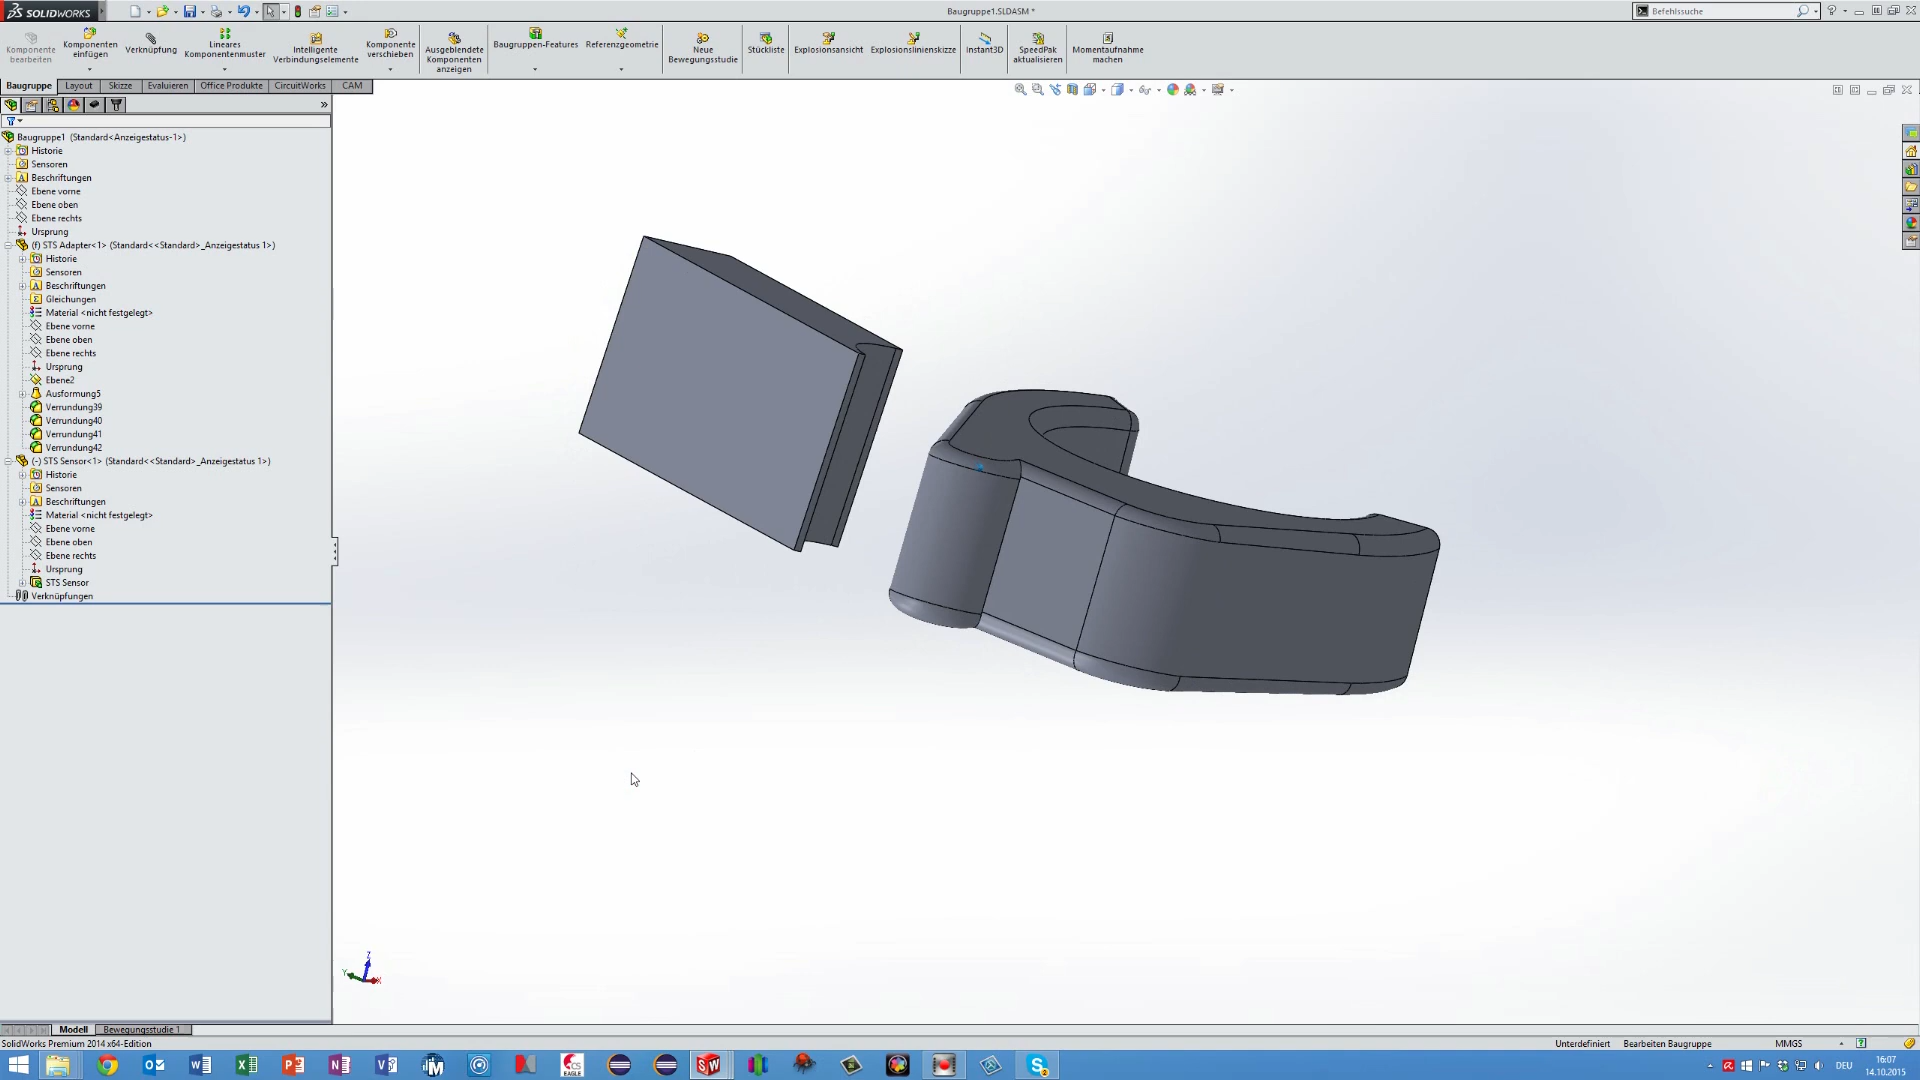 SOLIDWORKS
Baugruppe1.SLDASM *
Befehlssuche
Komponente bearbeiten
Komponenten einfügen
Verknüpfung
Lineares Komponentenmuster
Intelligente Verbindungselemente
Komponente verschieben
Ausgeblendete Komponenten anzeigen
Baugruppen-Features
Referenzgeometrie
Neue Bewegungsstudie
Stückliste
Explosionsansicht
Explosionslinienskizze
Instant3D
SpeedPak aktualisieren
Momentaufnahme machen
Baugruppe
Layout
Skizze
Evaluieren
Office Produkte
CircuitWorks
CAM
Baugruppe1 (Standard<Anzeigestatus-1>)
Historie
Sensoren
Beschriftungen
Ebene vorne
Ebene oben
Ebene rechts
Ursprung
(f) STS Adapter<1> (Standard<<Standard>_Anzeigestatus 1>)
Historie
Sensoren
Beschriftungen
Gleichungen
Material <nicht festgelegt>
Ebene vorne
Ebene oben
Ebene rechts
Ursprung
Ebene2
Ausformung5
Verrundung39
Verrundung40
Verrundung41
Verrundung42
(-) STS Sensor<1> (Standard<<Standard>_Anzeigestatus 1>)
Historie
Sensoren
Beschriftungen
Material <nicht festgelegt>
Ebene vorne
Ebene oben
Ebene rechts
Ursprung
STS Sensor
Verknüpfungen
Z
Y
X
Modell
Bewegungsstudie 1
SolidWorks Premium 2014 x64-Edition
Unterdefiniert
Bearbeiten Baugruppe
MMGS
EAGLE
SW
DEU
16:07
14.10.2015